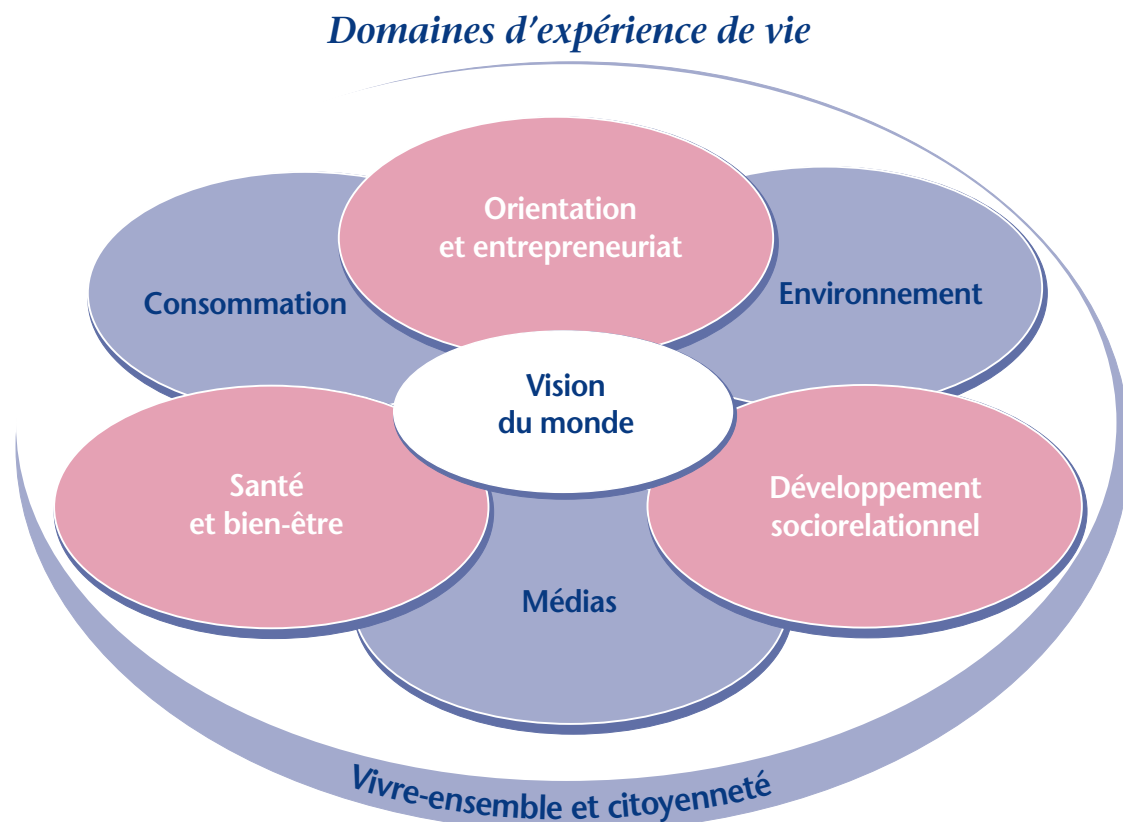 Domaines d'expérience de vie
Orientation
et entrepreneuriat
Consommation
Environnement
Vision
du monde
Santé
et bien-être
Développement
sociorelationnel
Médias
Vivre-ensemble et citoyenneté